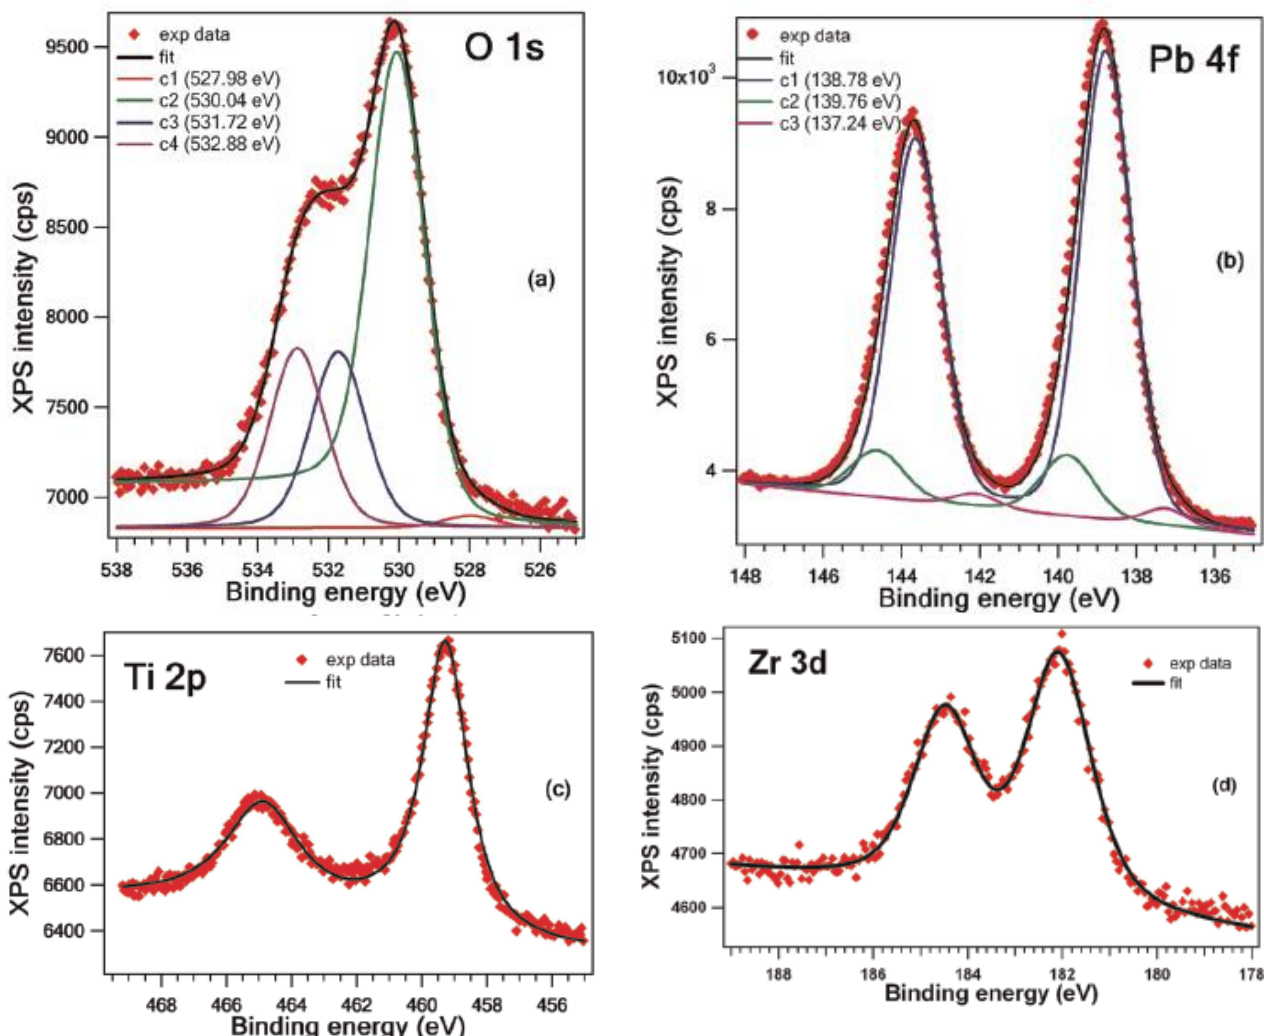 O 1s
exp data
fit
c1 (527.98 eV)
c2 (530.04 eV)
c3 (531.72 eV)
c4 (532.88 eV)
(a)
9500
9000
8500
8000
7500
7000
XPS intensity (cps)
538 536 534 532 530 528 526
Binding energy (eV)
Pb 4f
exp data
fit
c1 (138.78 eV)
c2 (139.76 eV)
c3 (137.24 eV)
(b)
10x10³
8
6
4
XPS intensity (cps)
148 146 144 142 140 138 136
Binding energy (eV)
Ti 2p
exp data
fit
(c)
7600
7400
7200
7000
6800
6600
6400
XPS intensity (cps)
468 466 464 462 460 458 456
Binding energy (eV)
Zr 3d
exp data
fit
(d)
5100
5000
4900
4800
4700
4600
XPS intensity (cps)
188 186 184 182 180 178
Binding energy (eV)